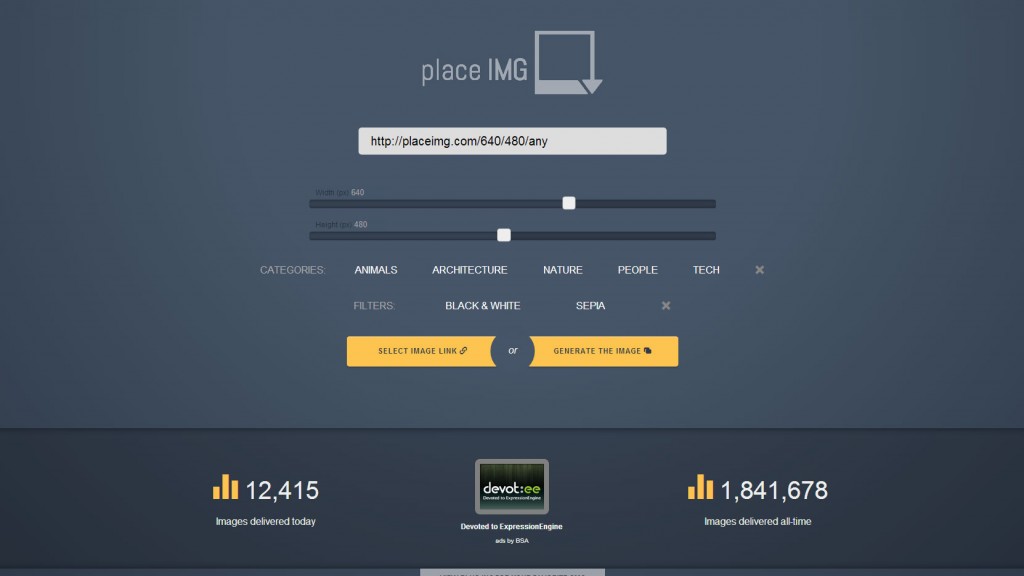 place IMG
http://placeimg.com/640/480/any
Width (px) 640
Height (px) 480
CATEGORIES: ANIMALS ARCHITECTURE NATURE PEOPLE TECH ×
FILTERS: BLACK & WHITE SEPIA ×
SELECT IMAGE LINK or GENERATE THE IMAGE
12,415
Images delivered today
devot:ee
Devoted to ExpressionEngine
Devoted to ExpressionEngine
ads by BSA
1,841,678
Images delivered all-time